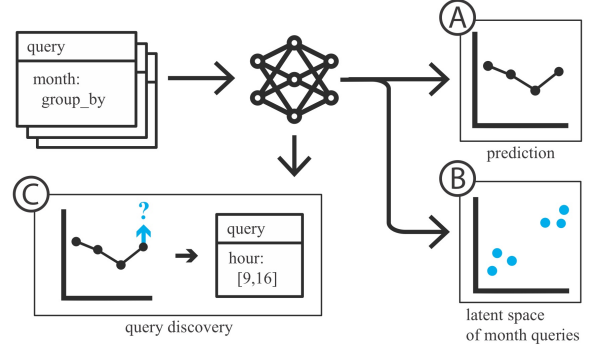 query
month:
group_by
A
prediction
B
latent space
of month queries
C
?
query
hour:
[9,16]
query discovery